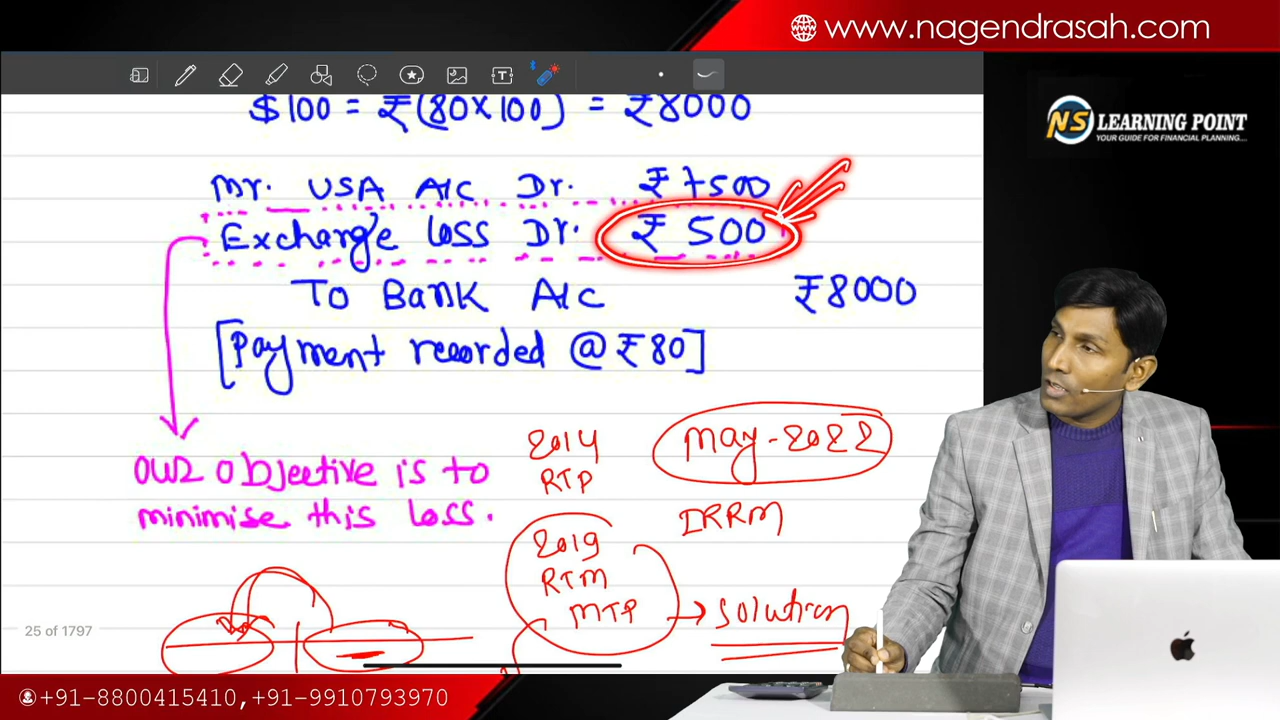 www.nagendrasah.com
$100 = ₹(80×100) = ₹8000
NS LEARNING POINT
YOUR GUIDE FOR FINANCIAL PLANNING....
Mr. USA A/C Dr. ₹7500
Exchange loss Dr. ₹ 500
To Bank A/C ₹8000
[Payment recorded @ ₹80]
our objective is to
minimise this loss.
2014
RTP
May-2022
IRRM
2019
RTM
MTP → solution
25 of 1797
+91-8800415410,+91-9910793970